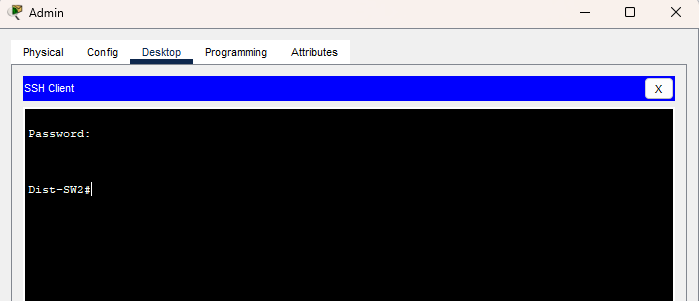 Admin
Physical Config Desktop Programming Attributes
SSH Client X
Password:
Dist-SW2#